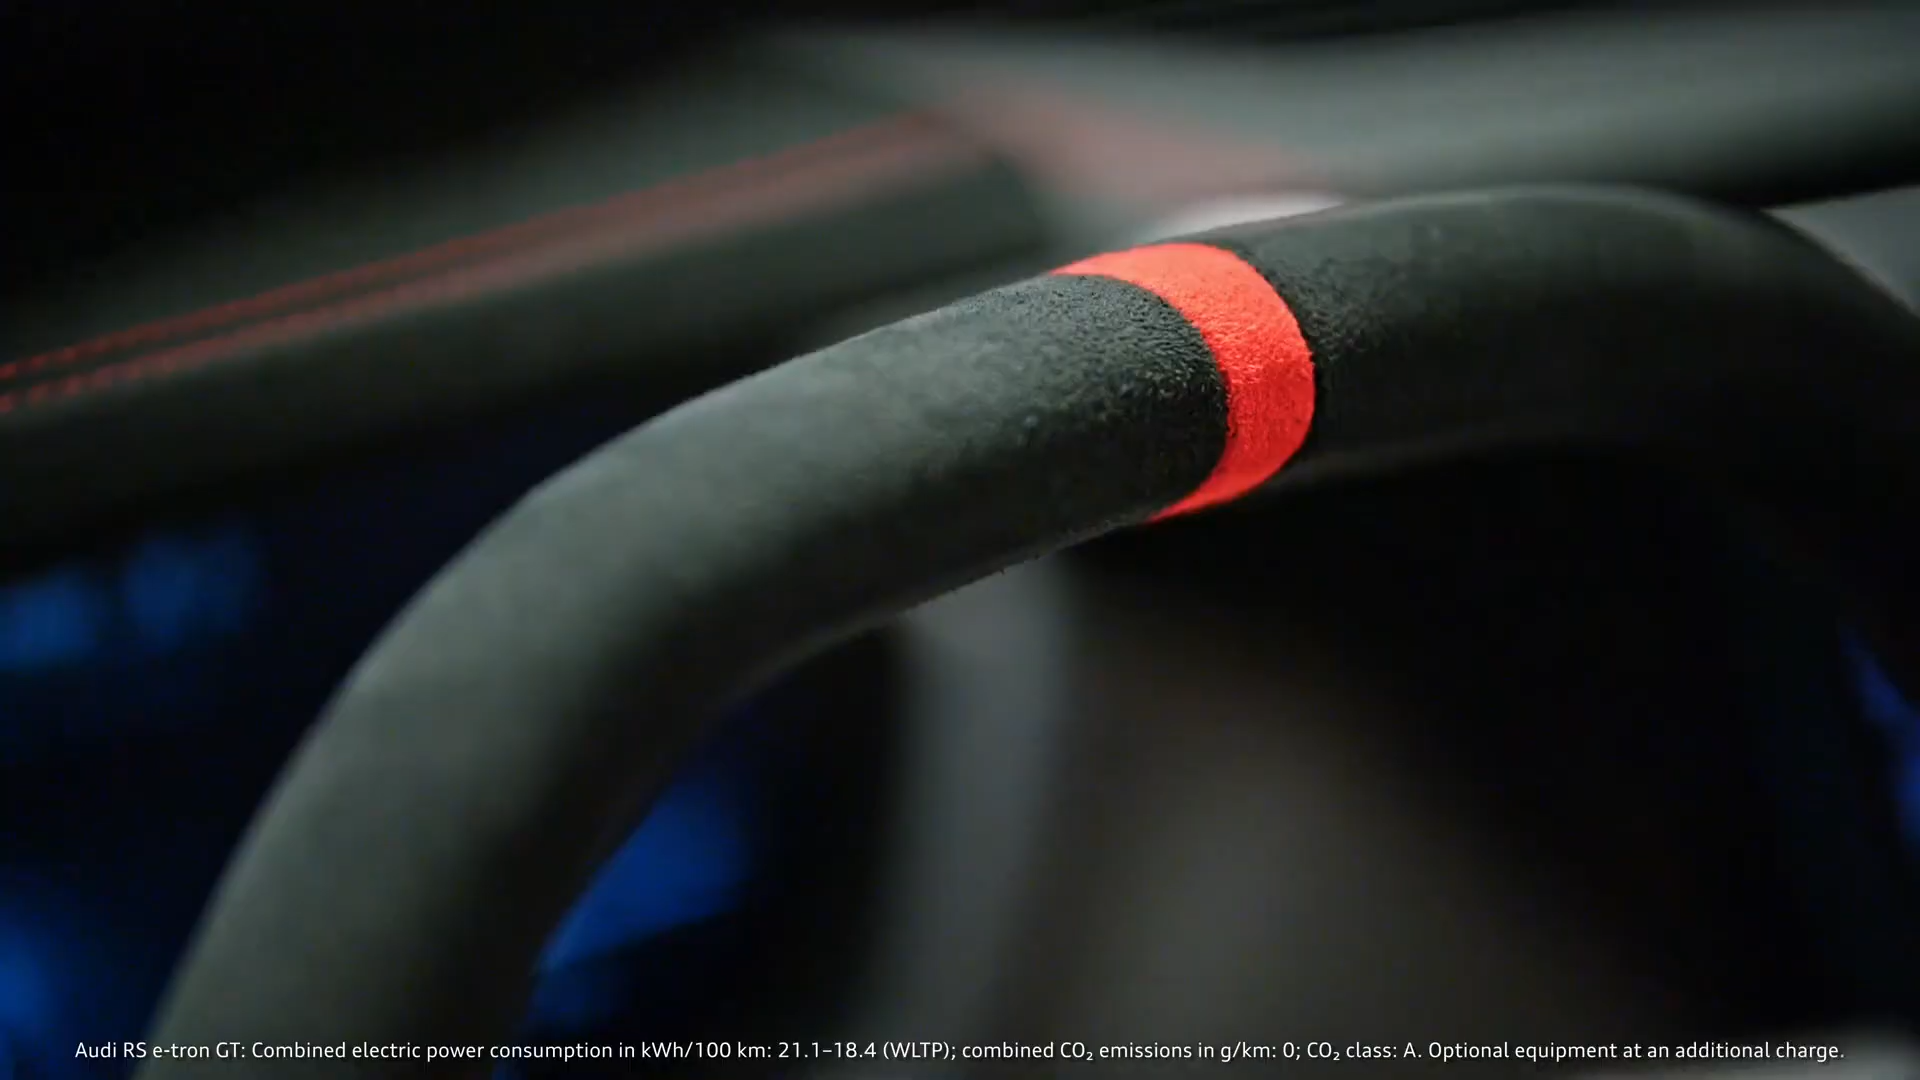 Audi RS e-tron GT: Combined electric power consumption in kWh/100 km: 21.1–18.4 (WLTP); combined CO₂ emissions in g/km: 0; CO₂ class: A. Optional equipment at an additional charge.